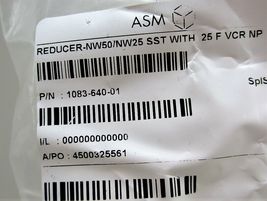 ASM
REDUCER-NW50/NW25 SST WITH .25 F VCR NP
P/N : 1083-640-01
SplS
I/L : 000000000000
A/PO : 4500325561